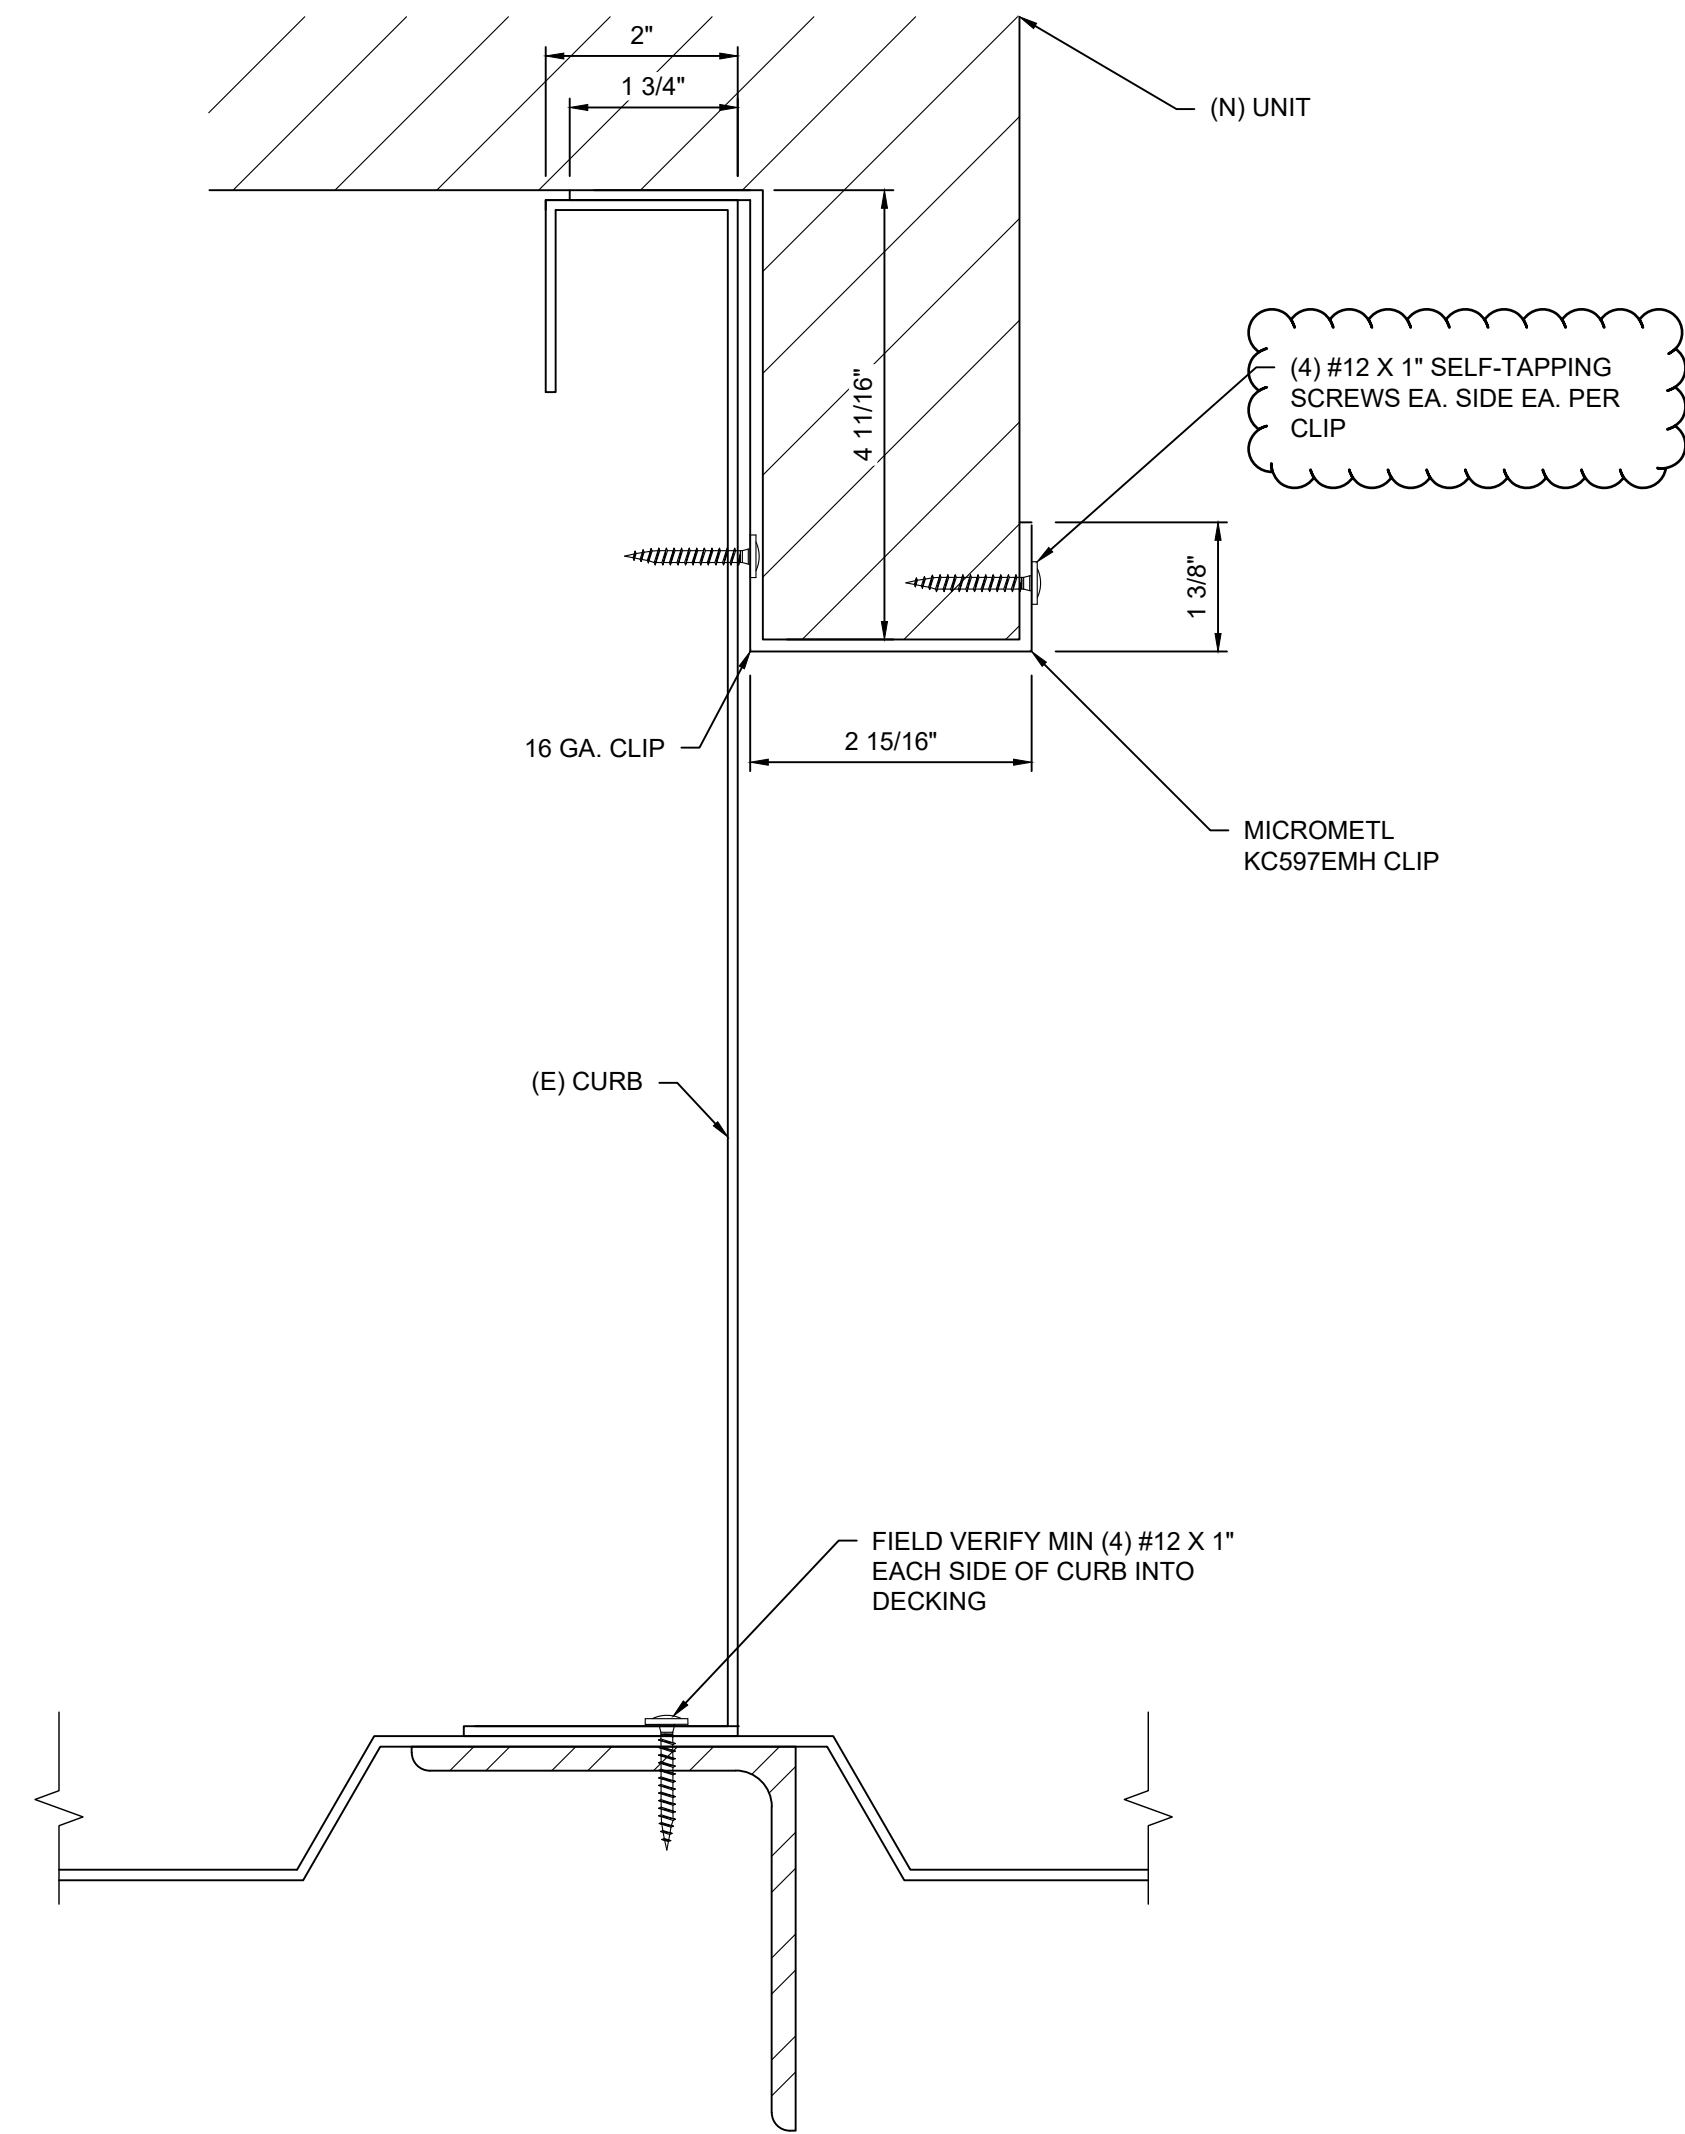 2"
1 3/4"
(N) UNIT
4 11/16"
(4) #12 X 1" SELF-TAPPING
SCREWS EA. SIDE EA. PER
CLIP
1 3/8"
16 GA. CLIP
2 15/16"
MICROMETL
KC597EMH CLIP
(E) CURB
FIELD VERIFY MIN (4) #12 X 1"
EACH SIDE OF CURB INTO
DECKING